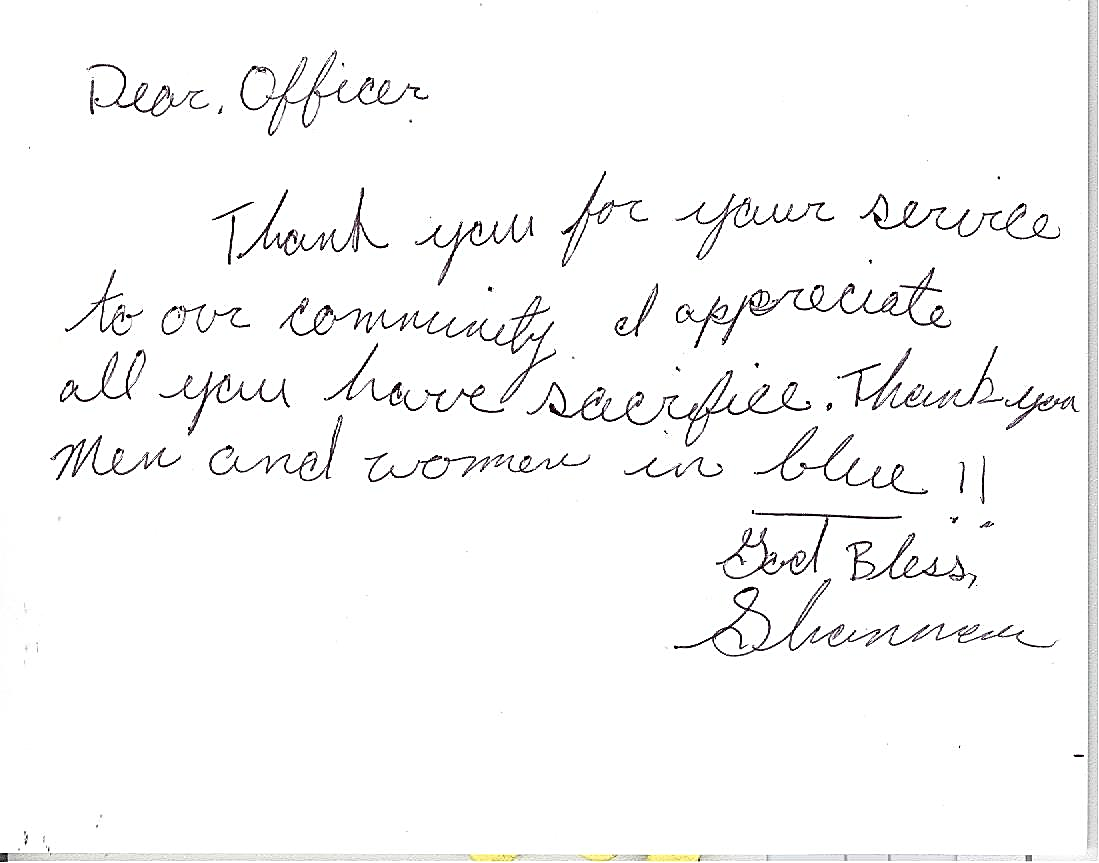 Dear, Officer
Thank you for your service
to our community. I appreciate
all you have sacrifice. Thank you
Men and women in blue!!
God Bless,
Shannon